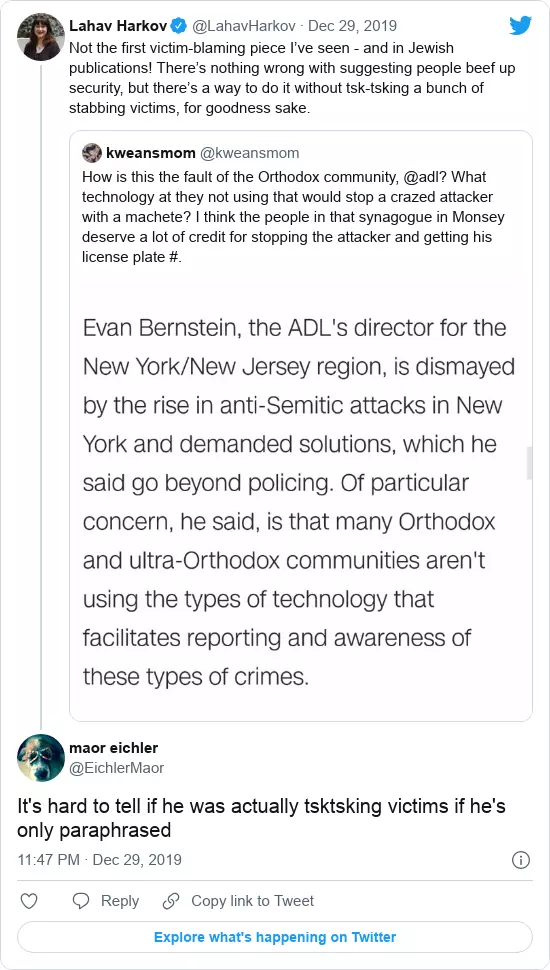 Lahav Harkov @LahavHarkov · Dec 29, 2019
Not the first victim-blaming piece I’ve seen - and in Jewish
publications! There’s nothing wrong with suggesting people beef up
security, but there’s a way to do it without tsk-tsking a bunch of
stabbing victims, for goodness sake.
kweansmom @kweansmom
How is this the fault of the Orthodox community, @adl? What
technology at they not using that would stop a crazed attacker
with a machete? I think the people in that synagogue in Monsey
deserve a lot of credit for stopping the attacker and getting his
license plate #.
Evan Bernstein, the ADL's director for the
New York/New Jersey region, is dismayed
by the rise in anti-Semitic attacks in New
York and demanded solutions, which he
said go beyond policing. Of particular
concern, he said, is that many Orthodox
and ultra-Orthodox communities aren't
using the types of technology that
facilitates reporting and awareness of
these types of crimes.
maor eichler
@EichlerMaor
It's hard to tell if he was actually tsktsking victims if he's
only paraphrased
11:47 PM · Dec 29, 2019
Reply Copy link to Tweet
Explore what's happening on Twitter